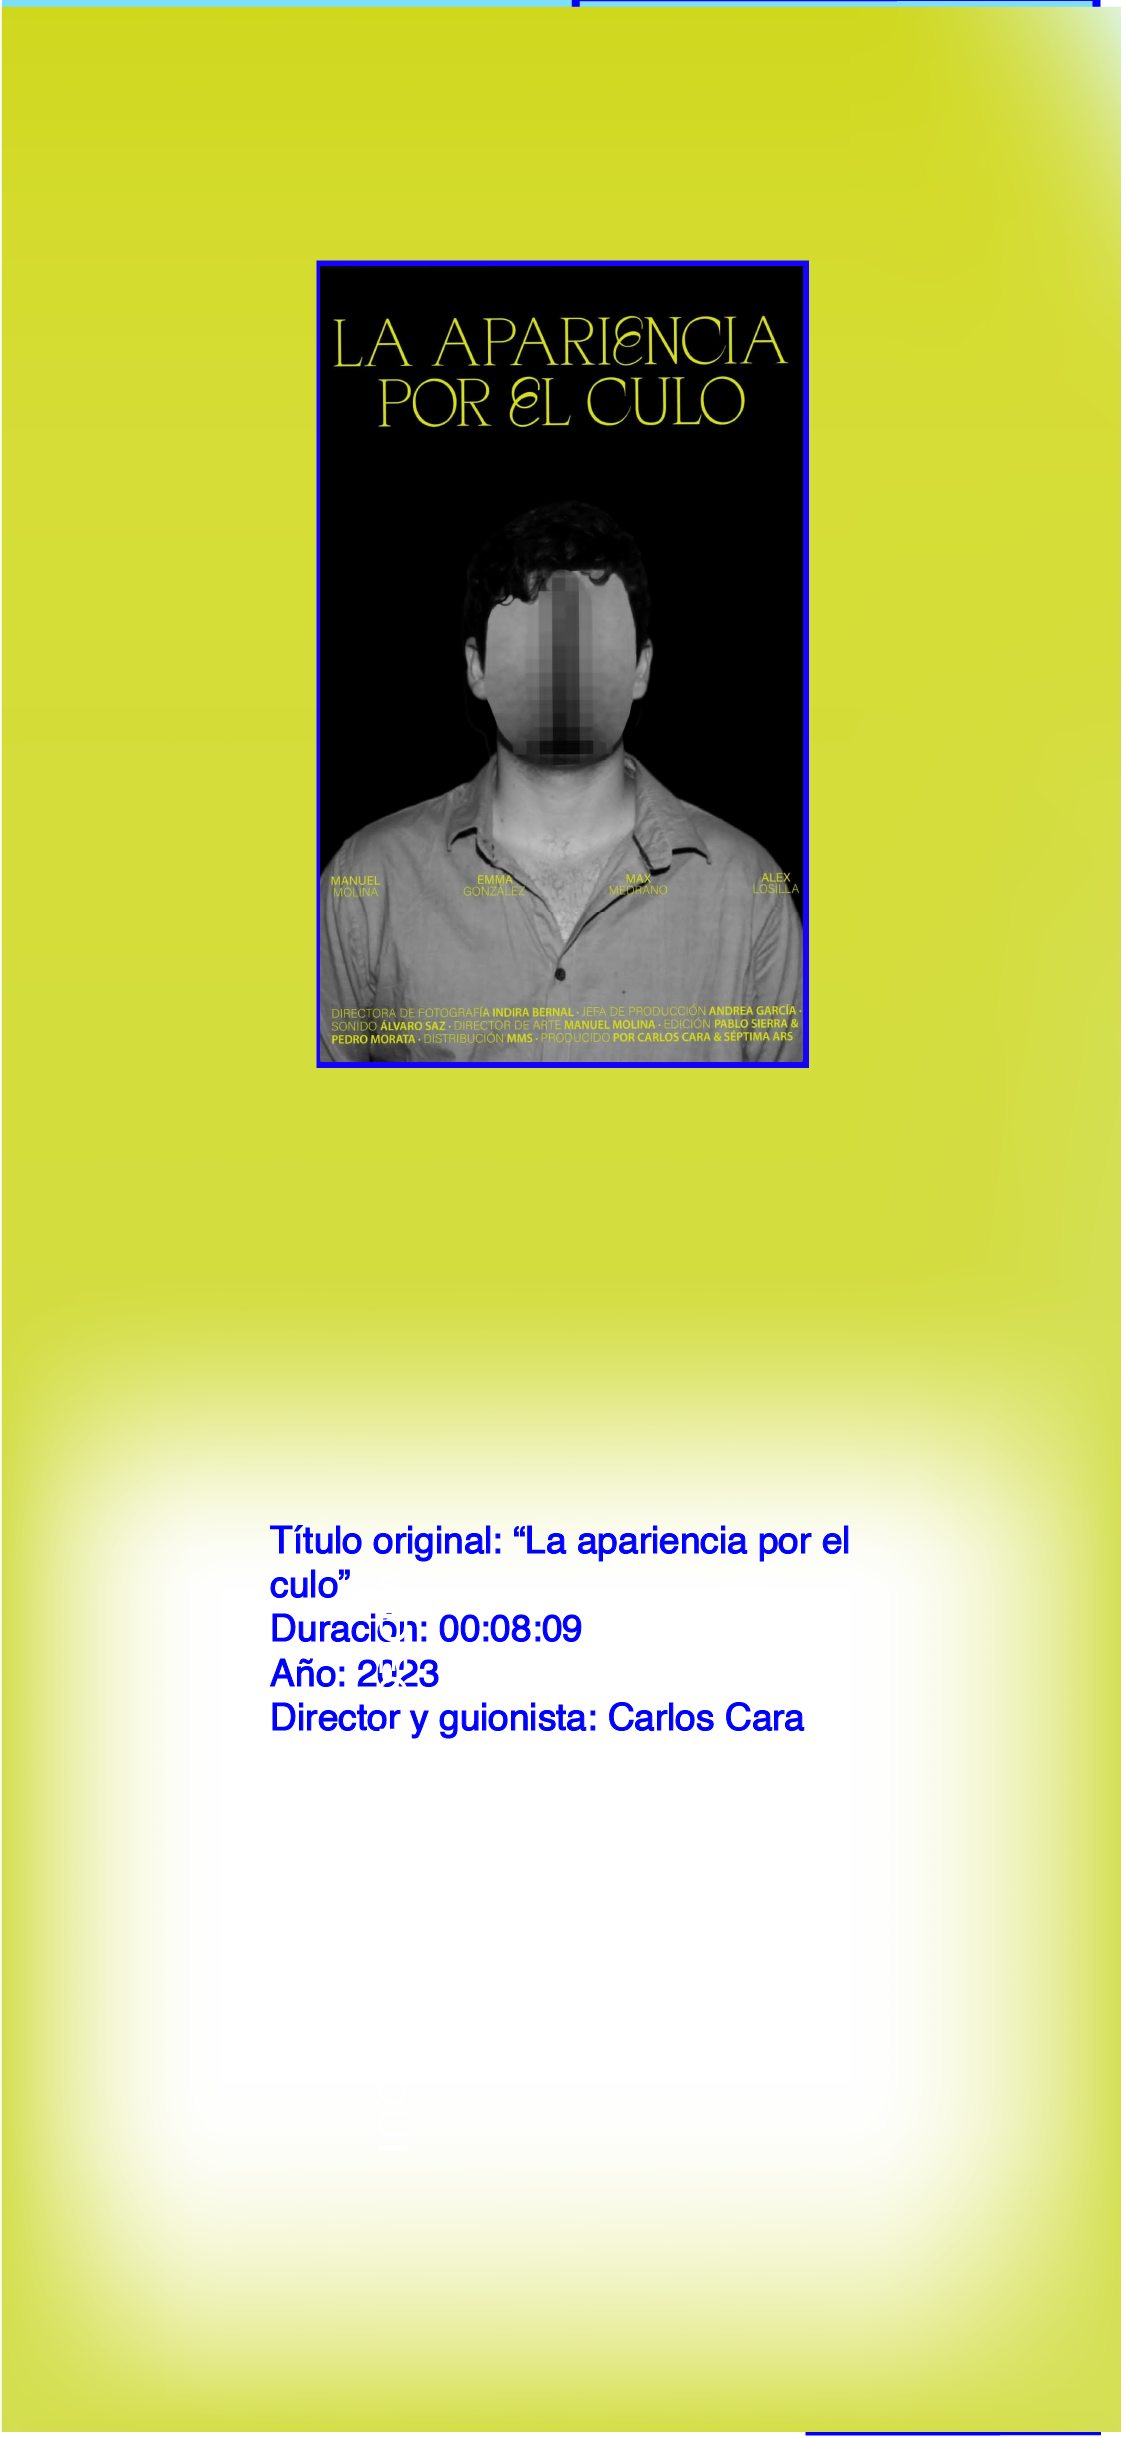 LA APARIENCIA
POR EL CULO
MANUEL
MOLINA
EMMA
GONZÁLEZ
MAX
MEDRANO
ALEX
LOSILLA
DIRECTORA DE FOTOGRAFÍA INDIRA BERNAL · JEFA DE PRODUCCIÓN ANDREA GARCÍA ·
SONIDO ÁLVARO SAZ · DIRECTOR DE ARTE MANUEL MOLINA · EDICIÓN PABLO SIERRA &
PEDRO MORATA · DISTRIBUCIÓN MMS · PRODUCIDO POR CARLOS CARA & SÉPTIMA ARS
Título original: “La apariencia por el
culo”
Duración: 00:08:09
Año: 2023
Director y guionista: Carlos Cara